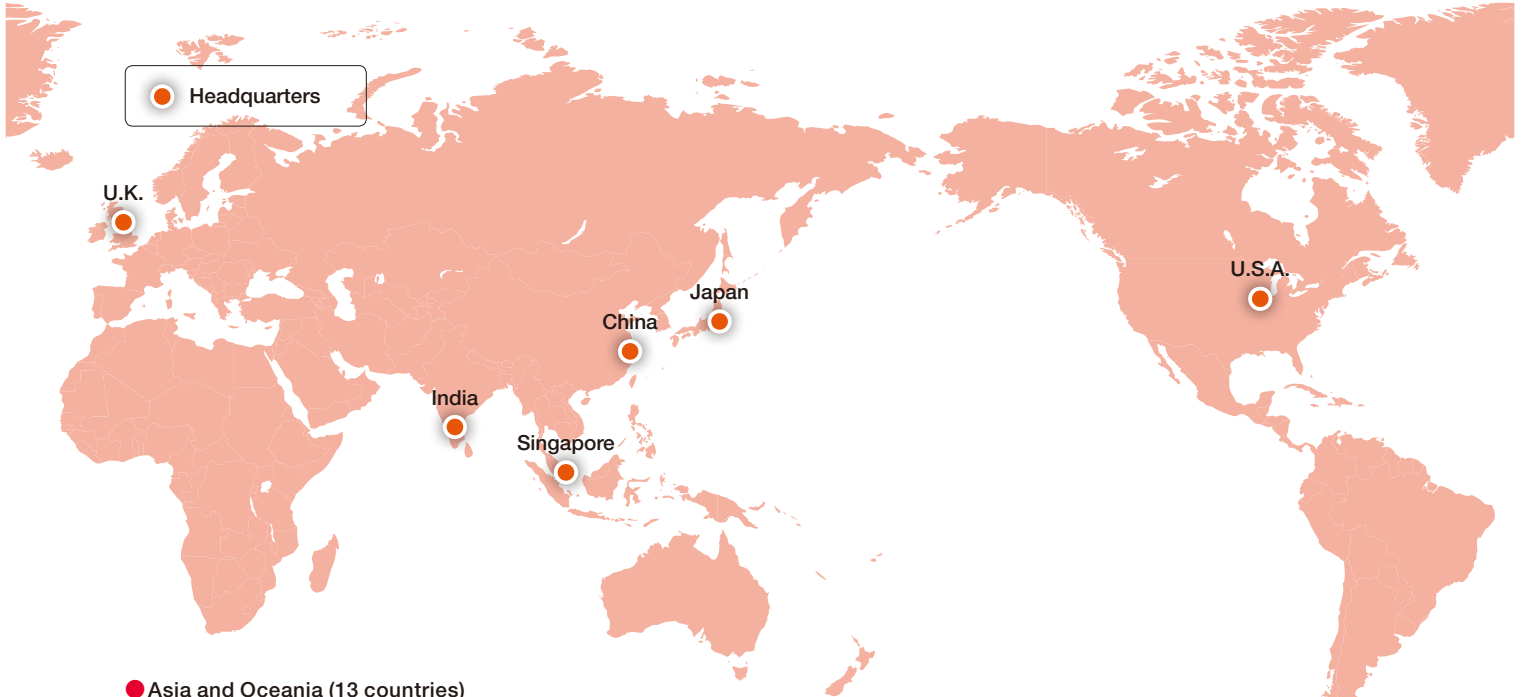 Headquarters
U.K.
U.S.A.
Japan
China
India
Singapore
Asia and Oceania (13 countries)